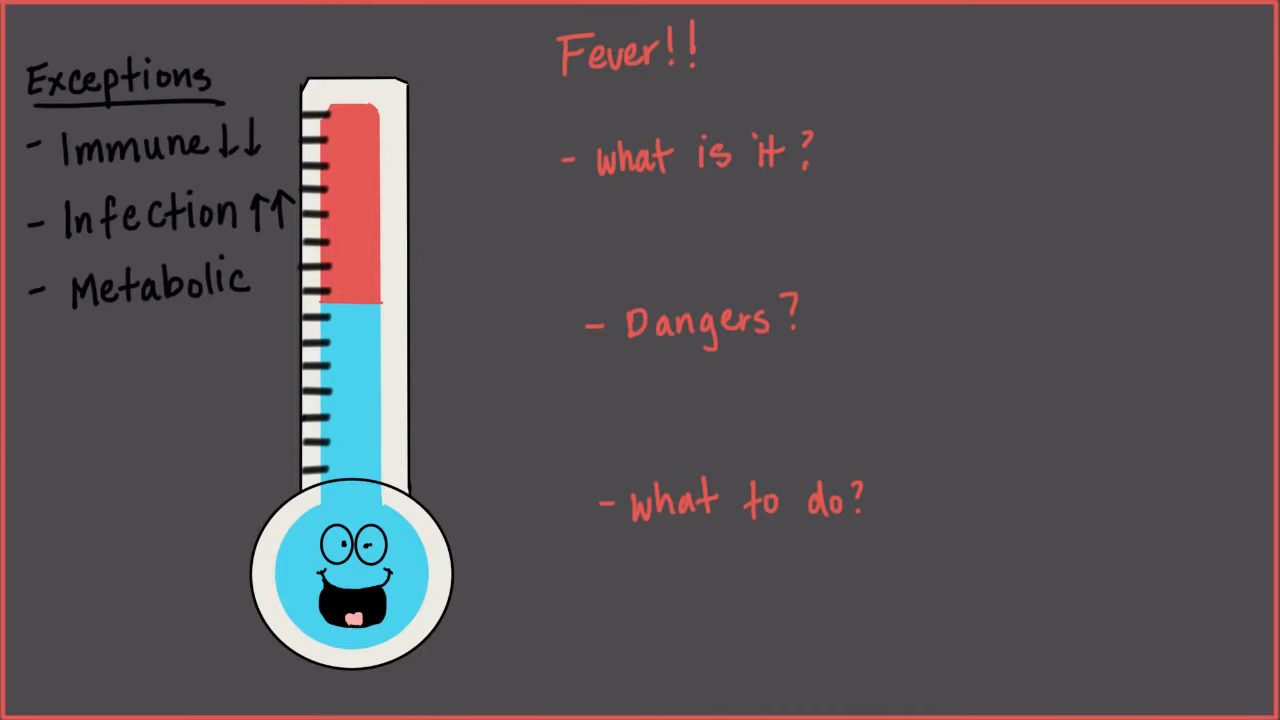 Exceptions
- Immune ↓↓
- Infection ↑↑
- Metabolic
Fever!!
- what is it?
- Dangers?
- what to do?